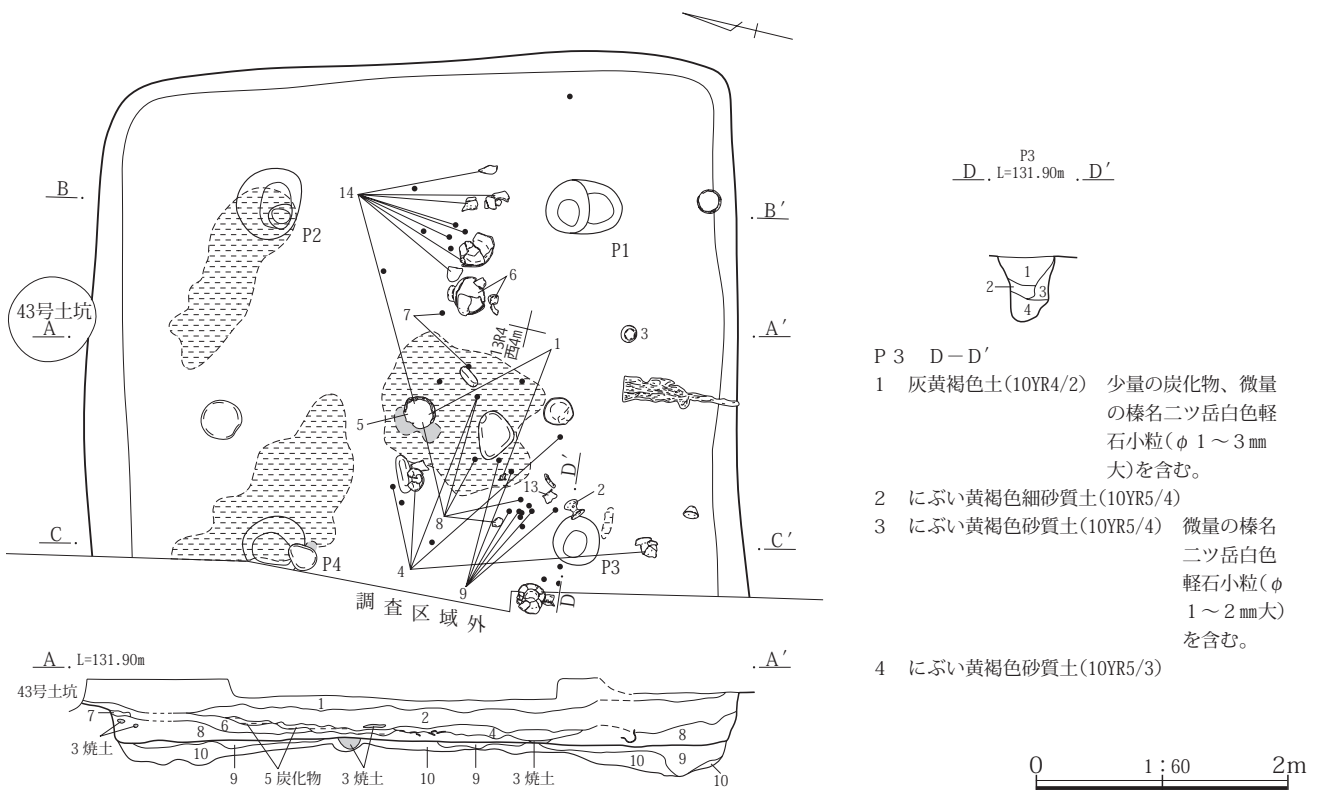 B .
14
P2
P1
. B′
6
43号土坑
A .
7
13R4
西4m
1
3
. A′
5
D′
13
2
8
C .
P4
4
P3
. C′
9
D
調査区域外
A . L=131.90m
. A′
43号土坑
1
7
6
2
8
4
8
3 焼土
10
10
9
9
5 炭化物
3 焼土
10
9
3 焼土
10
P3
D . L=131.90m . D′
1
2
3
4
P3 D－D′
1 灰黄褐色土(10YR4/2) 少量の炭化物、微量
の榛名二ツ岳白色軽
石小粒(φ1～3㎜
大)を含む。
2 にぶい黄褐色細砂質土(10YR5/4)
3 にぶい黄褐色砂質土(10YR5/4) 微量の榛名
二ツ岳白色
軽石小粒(φ
1～2㎜大)
を含む。
4 にぶい黄褐色砂質土(10YR5/3)
0 1：60 2m